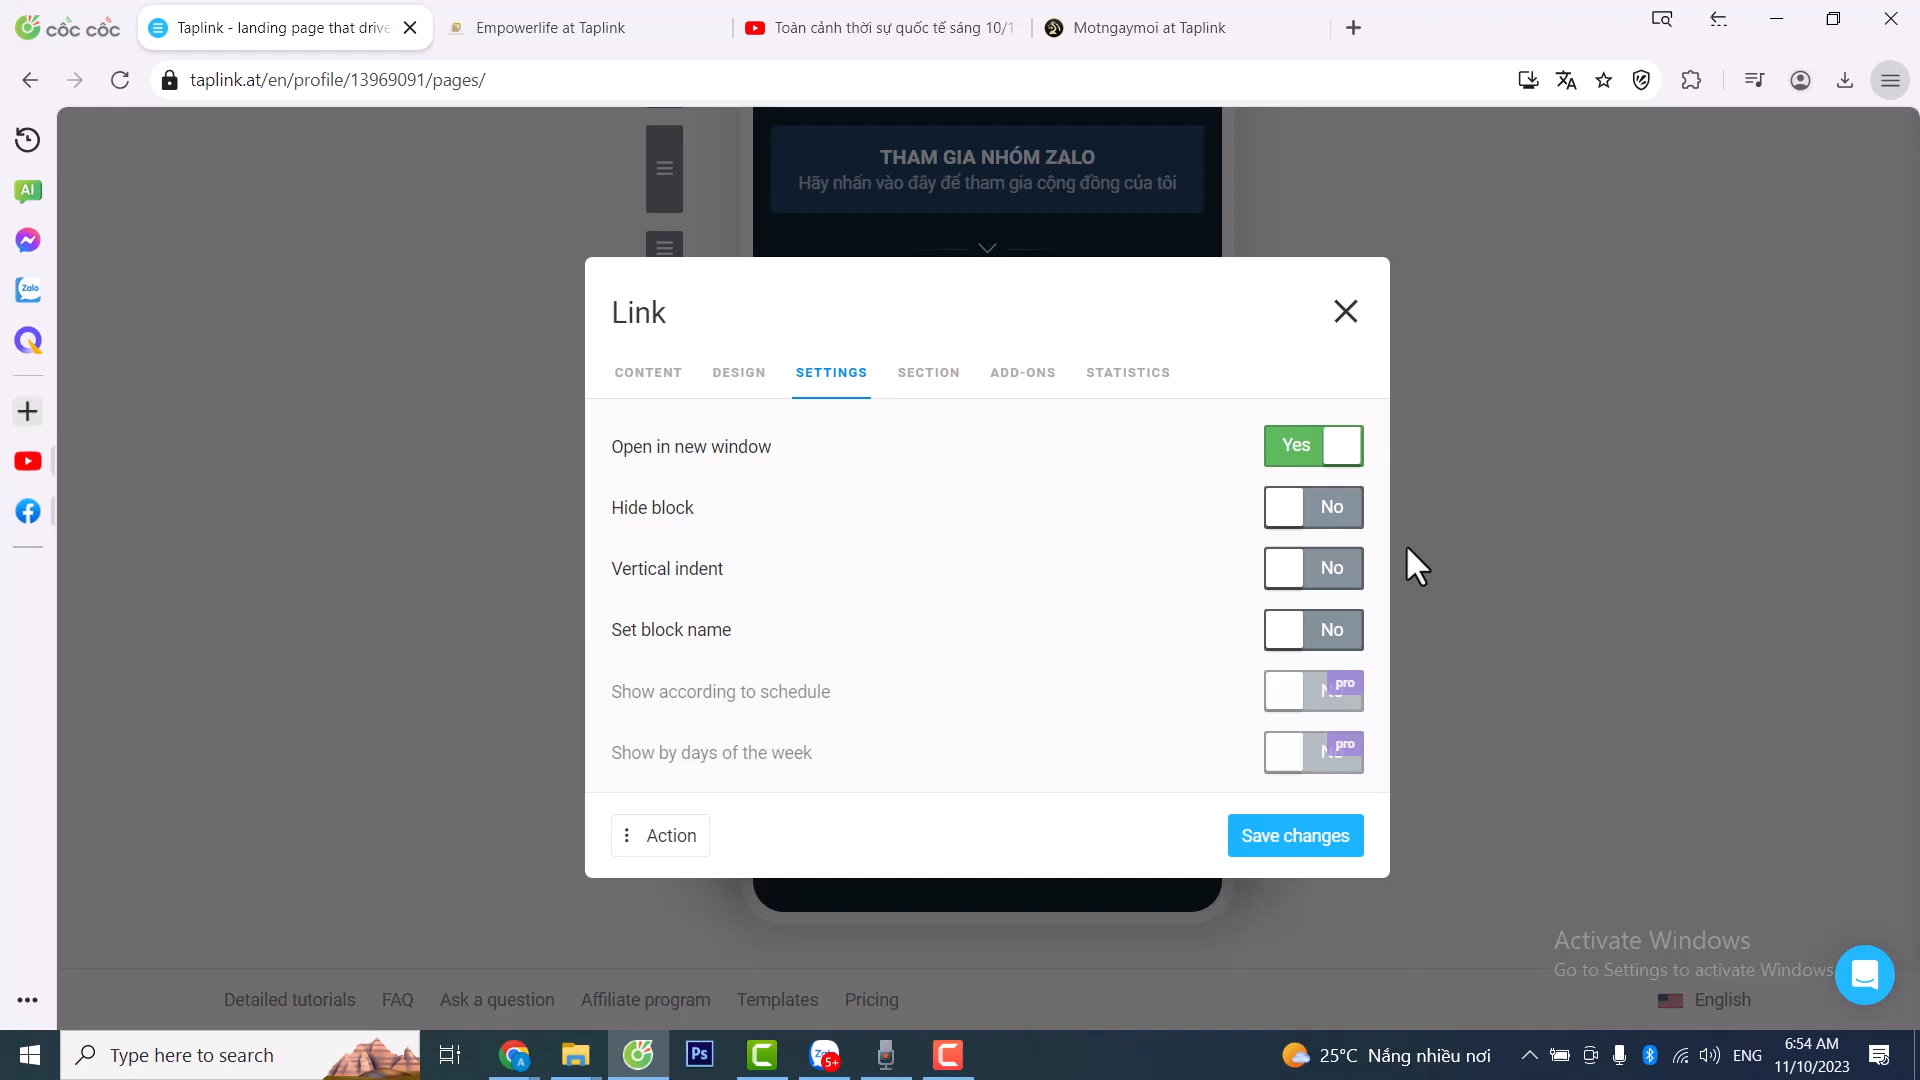 cốc cốc
Taplink - landing page that drive
Empowerlife at Taplink
Toàn cảnh thời sự quốc tế sáng 10/1
Motngaymoi at Taplink
taplink.at/en/profile/13969091/pages/
AI
Zalo
THAM GIA NHÓM ZALO
Hãy nhấn vào đây để tham gia cộng đồng của tôi
Link
CONTENT
DESIGN
SETTINGS
SECTION
ADD-ONS
STATISTICS
Open in new window
Yes
Hide block
No
Vertical indent
No
Set block name
No
Show according to schedule
pro
Show by days of the week
pro
Action
Save changes
Activate Windows
Go to Settings to activate Windows.
Detailed tutorials
FAQ
Ask a question
Affiliate program
Templates
Pricing
English
Type here to search
A
Ps
5+
25°C Nắng nhiều nơi
ENG
6:54 AM
11/10/2023